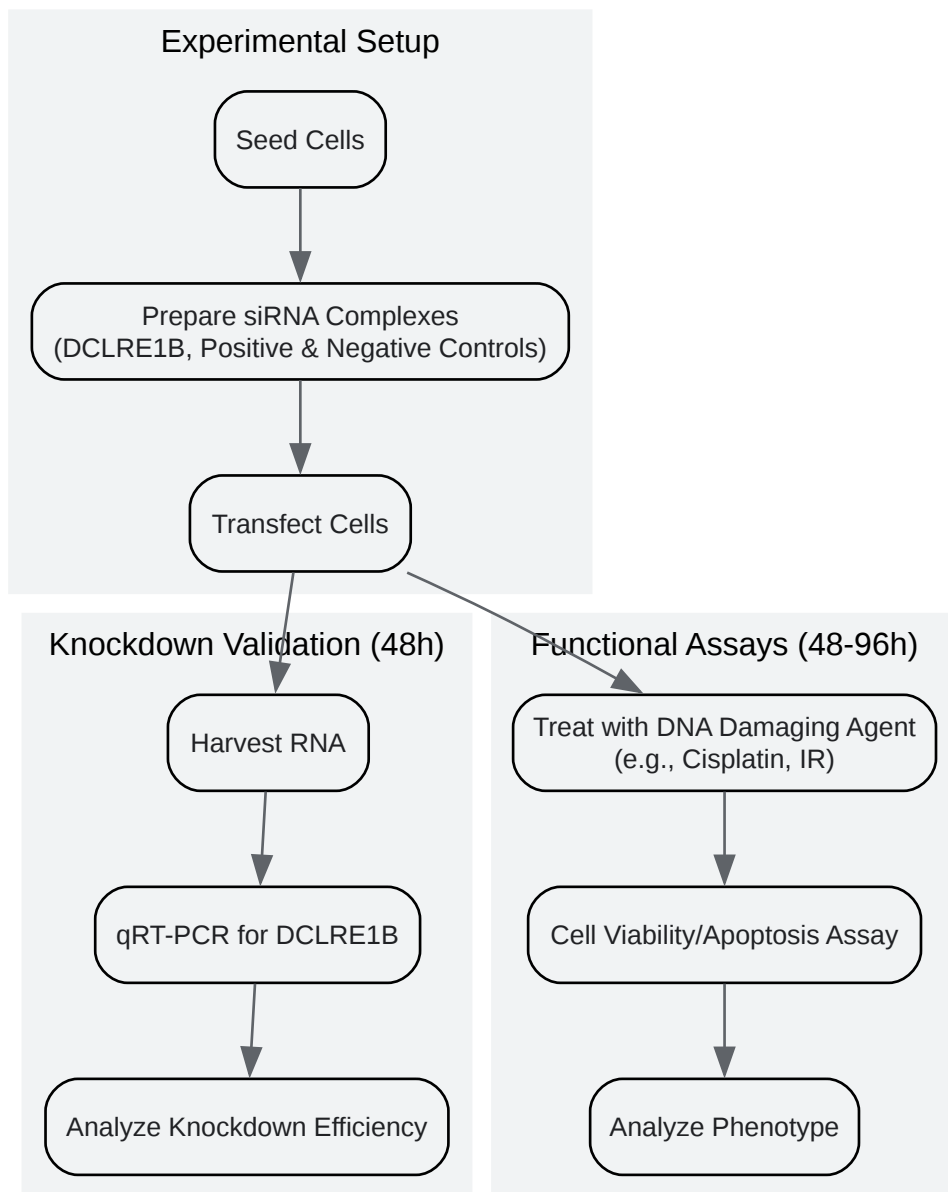 Experimental Setup
Seed Cells
Prepare siRNA Complexes
(DCLRE1B, Positive & Negative Controls)
Transfect Cells
Knockdown Validation (48h)
Harvest RNA
qRT-PCR for DCLRE1B
Analyze Knockdown Efficiency
Functional Assays (48-96h)
Treat with DNA Damaging Agent
(e.g., Cisplatin, IR)
Cell Viability/Apoptosis Assay
Analyze Phenotype